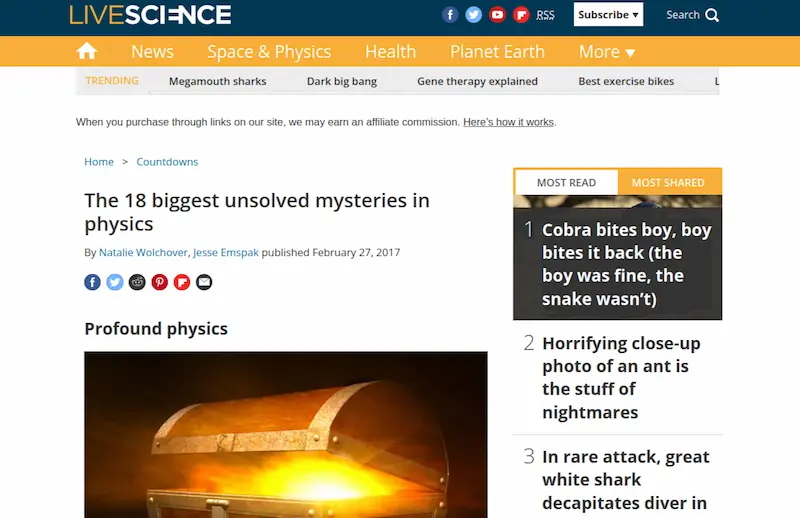 LIVESCIENCE
RSS
Subscribe ▼
Search
News
Space & Physics
Health
Planet Earth
More ▼
TRENDING
Megamouth sharks
Dark big bang
Gene therapy explained
Best exercise bikes
L
When you purchase through links on our site, we may earn an affiliate commission. Here's how it works.
Home > Countdowns
The 18 biggest unsolved mysteries in
physics
By Natalie Wolchover, Jesse Emspak published February 27, 2017
Profound physics
MOST READ
MOST SHARED
1 Cobra bites boy, boy
bites it back (the
boy was fine, the
snake wasn't)
2 Horrifying close-up
photo of an ant is
the stuff of
nightmares
3 In rare attack, great
white shark
decapitates diver in